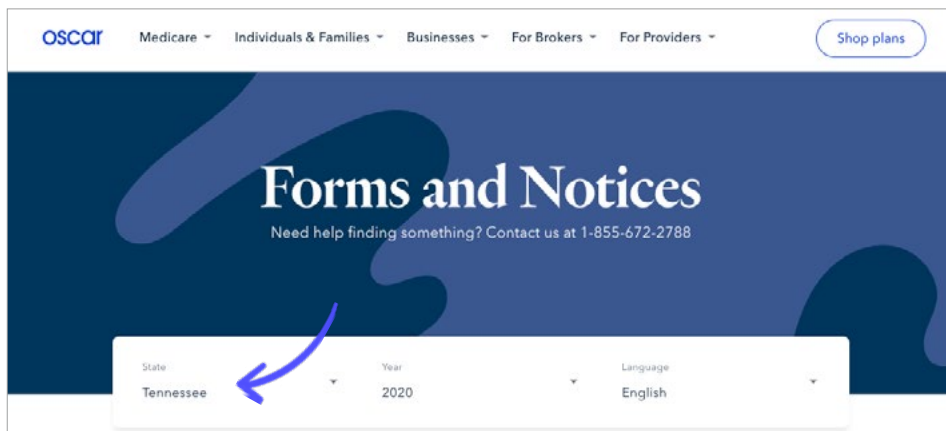 oscar Medicare Individuals & Families Businesses For Brokers For Providers Shop plans
Forms and Notices
Need help finding something? Contact us at 1-855-672-2788
State Year Language
Tennessee 2020 English